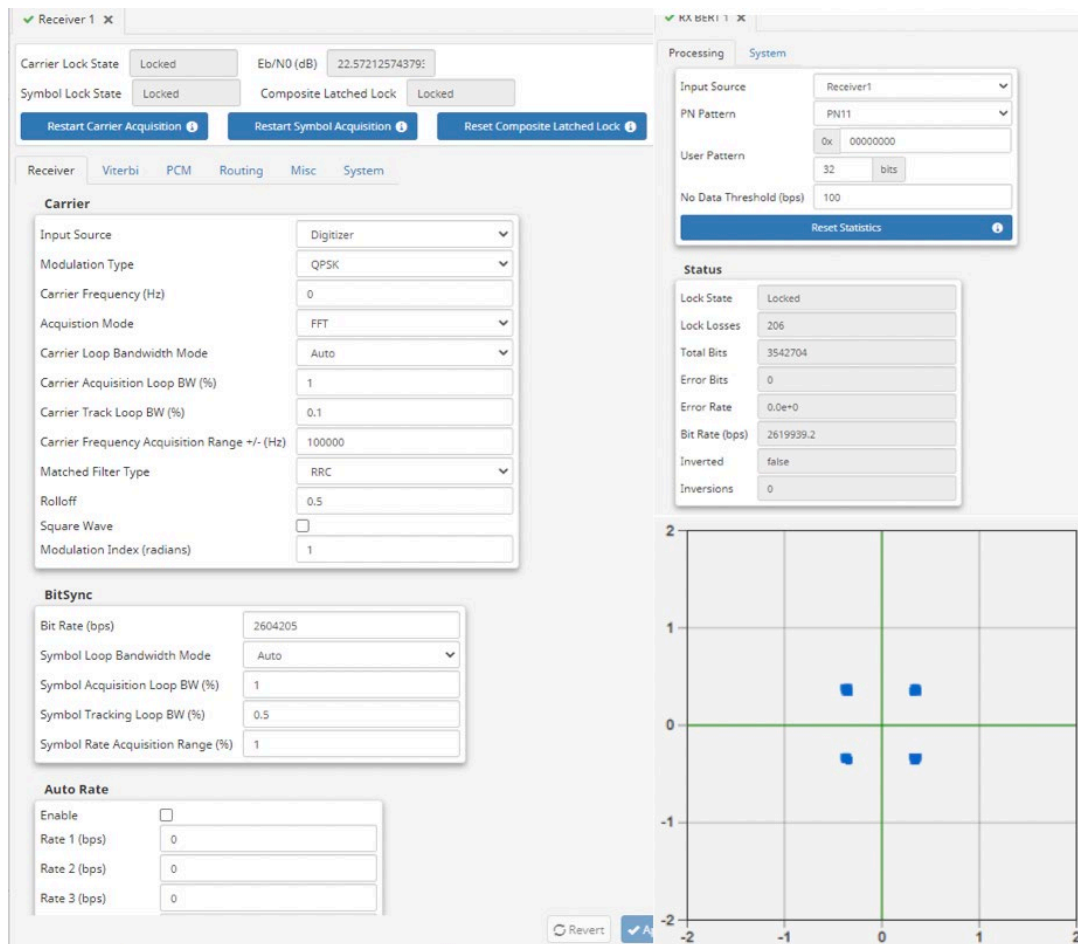 Receiver 1 X
Carrier Lock State Locked Eb/N0 (dB) 22.57212574379
Symbol Lock State Locked Composite Latched Lock Locked
Restart Carrier Acquisition Restart Symbol Acquisition Reset Composite Latched Lock
Receiver Viterbi PCM Routing Misc System
Carrier
Input Source Digitizer
Modulation Type QPSK
Carrier Frequency (Hz) 0
Acquistion Mode FFT
Carrier Loop Bandwidth Mode Auto
Carrier Acquisition Loop BW (%) 1
Carrier Track Loop BW (%) 0.1
Carrier Frequency Acquisition Range +/- (Hz) 100000
Matched Filter Type RRC
Rolloff 0.5
Square Wave
Modulation Index (radians) 1
BitSync
Bit Rate (bps) 2604205
Symbol Loop Bandwidth Mode Auto
Symbol Acquisition Loop BW (%) 1
Symbol Tracking Loop BW (%) 0.5
Symbol Rate Acquisition Range (%) 1
Auto Rate
Enable
Rate 1 (bps) 0
Rate 2 (bps) 0
Rate 3 (bps) 0
Revert
RX BERT 1 X
Processing System
Input Source Receiver1
PN Pattern PN11
User Pattern 0x 00000000
32 bits
No Data Threshold (bps) 100
Reset Statistics
Status
Lock State Locked
Lock Losses 206
Total Bits 3542704
Error Bits 0
Error Rate 0.0e+0
Bit Rate (bps) 2619939.2
Inverted false
Inversions 0
2
1
0
-1
-2
-2 -1 0 1 2